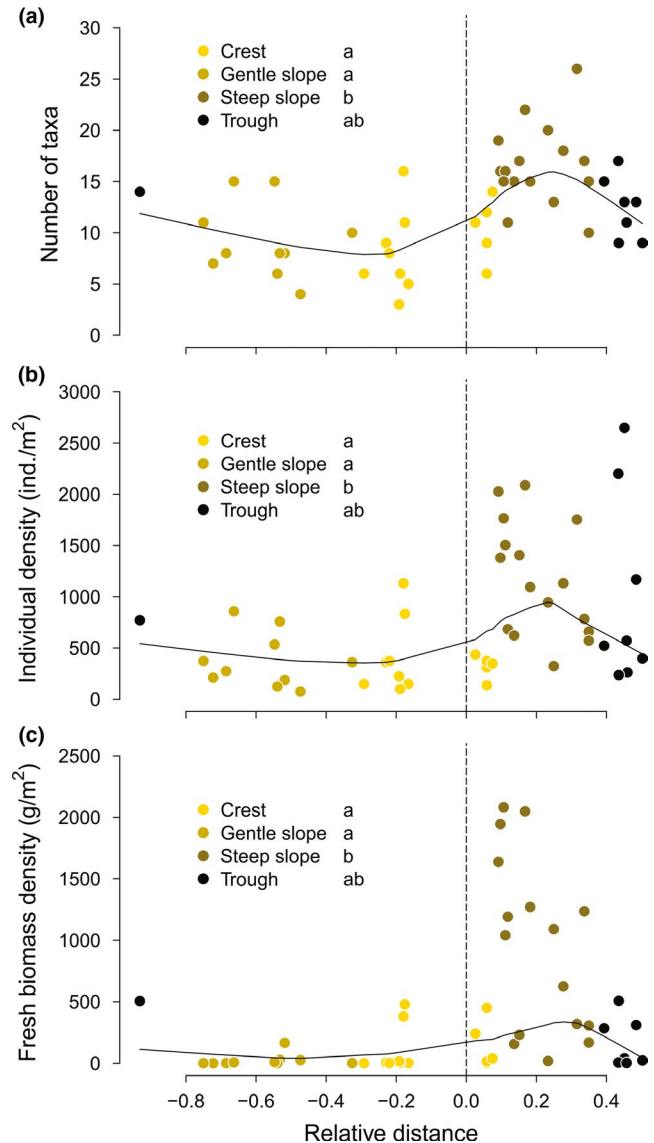 (a)
30
25
20
15
10
5
0
Number of taxa
Crest a
Gentle slope a
Steep slope b
Trough ab
(b)
3000
2500
2000
1500
1000
500
0
Individual density (ind./m²)
Crest a
Gentle slope a
Steep slope b
Trough ab
(c)
2500
2000
1500
1000
500
0
Fresh biomass density (g/m²)
Crest a
Gentle slope a
Steep slope b
Trough ab
−0.8 −0.6 −0.4 −0.2 0.0 0.2 0.4
Relative distance